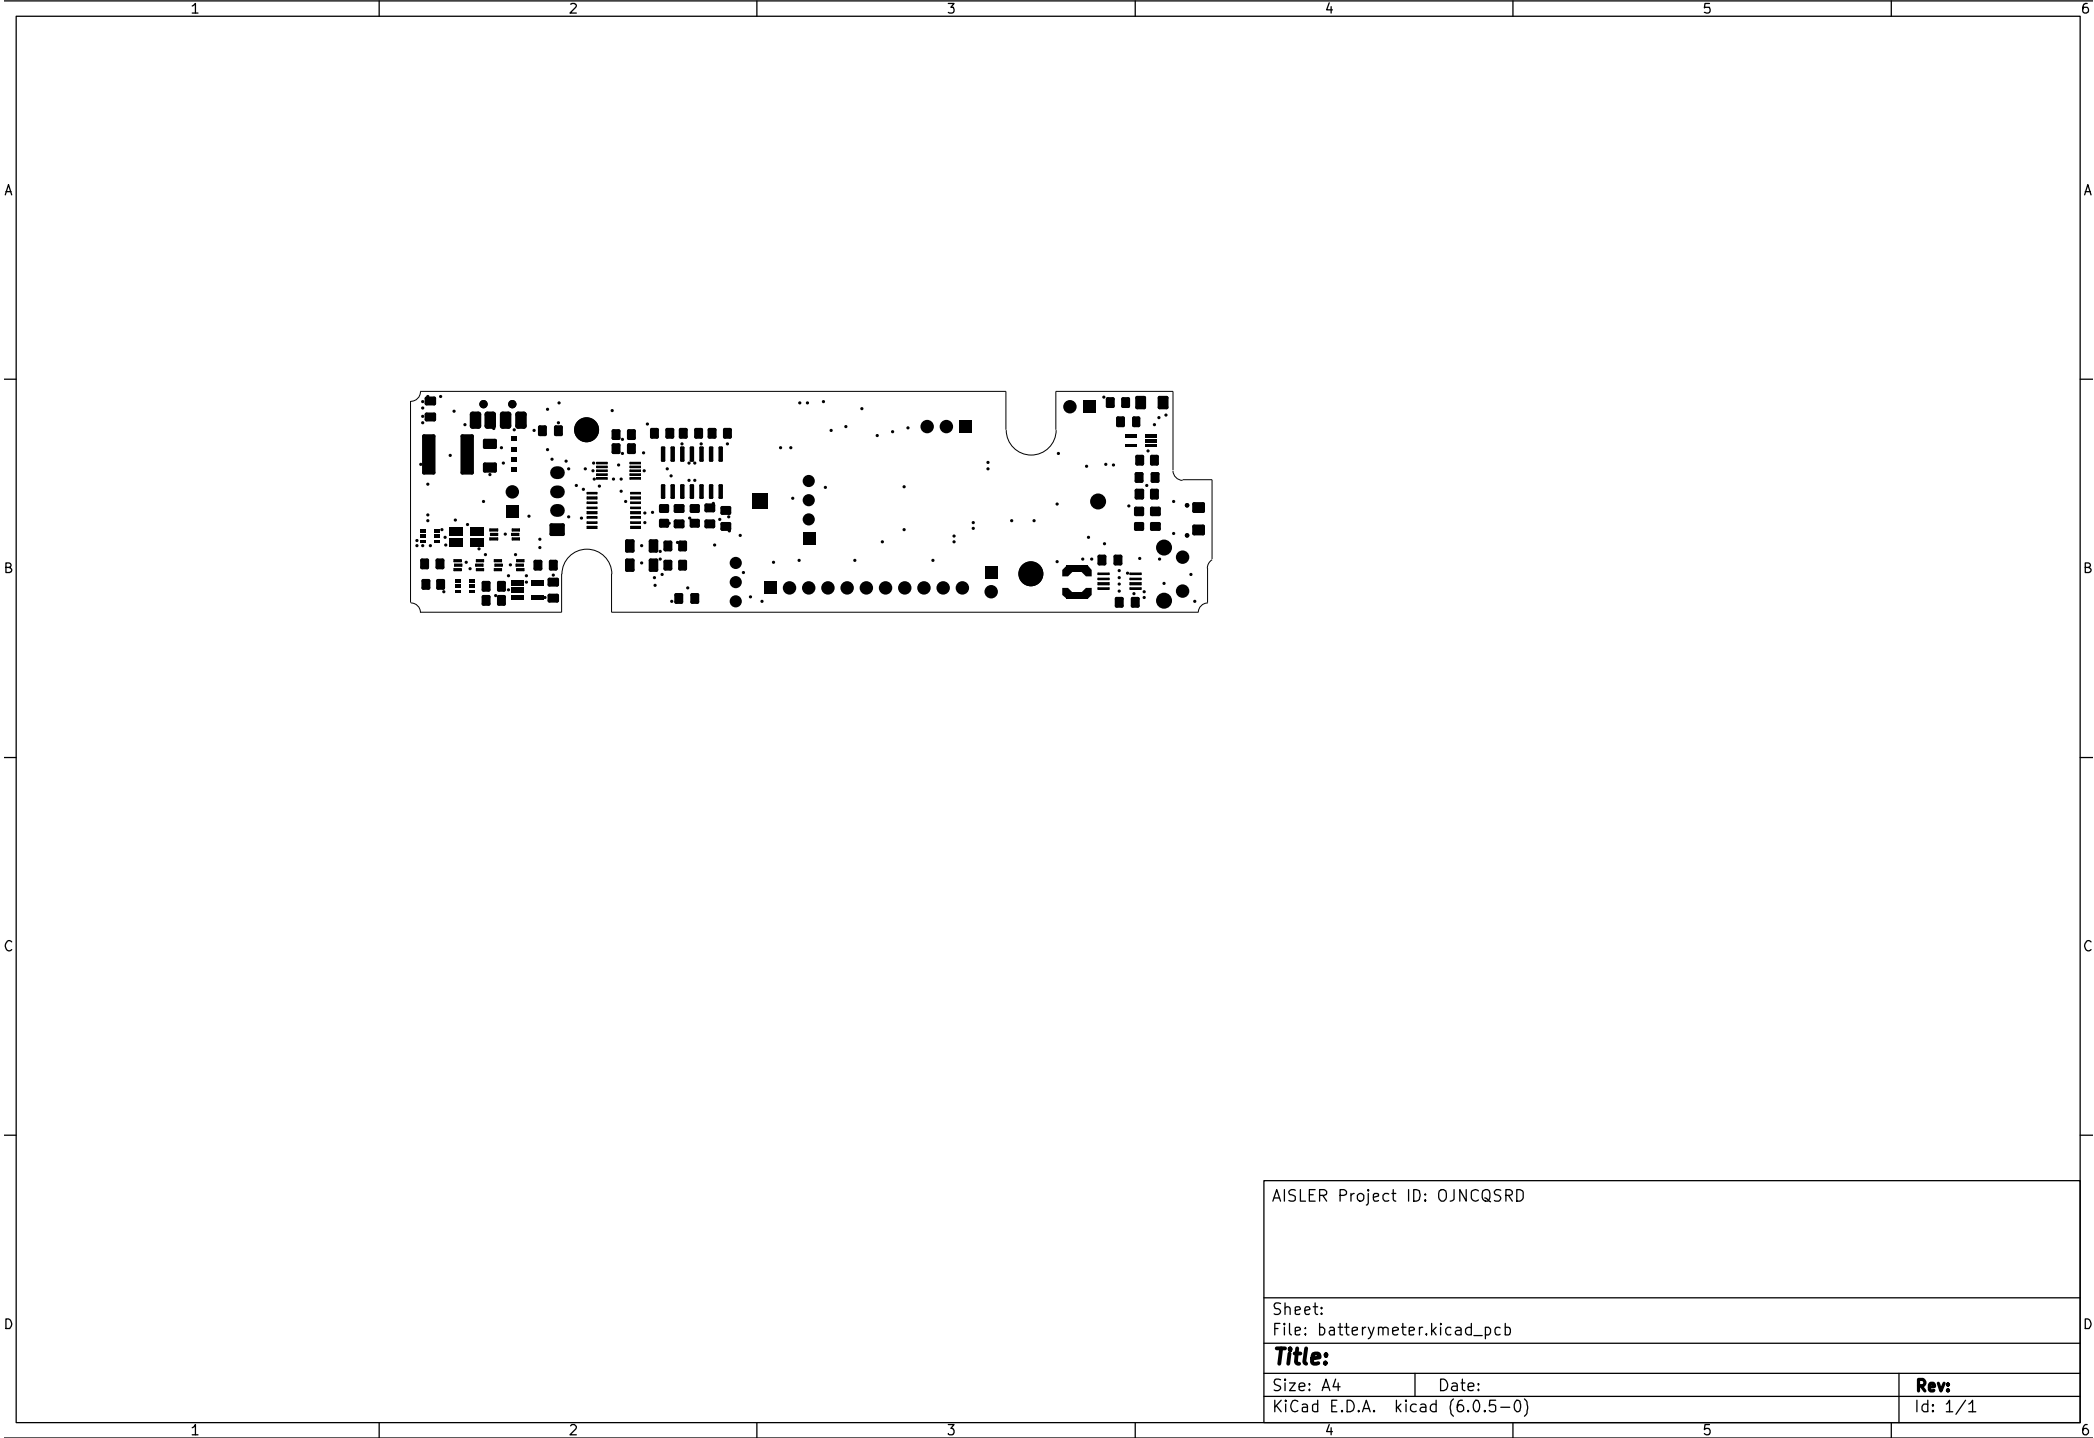 1 2 3 4 5 6
A A
B B
C C
AISLER Project ID: OJNCQSRD
Sheet:
File: batterymeter.kicad_pcb
D D
Title:
Size: A4 Date: Rev:
KiCad E.D.A. kicad (6.0.5-0) Id: 1/1
1 2 3 4 5 6